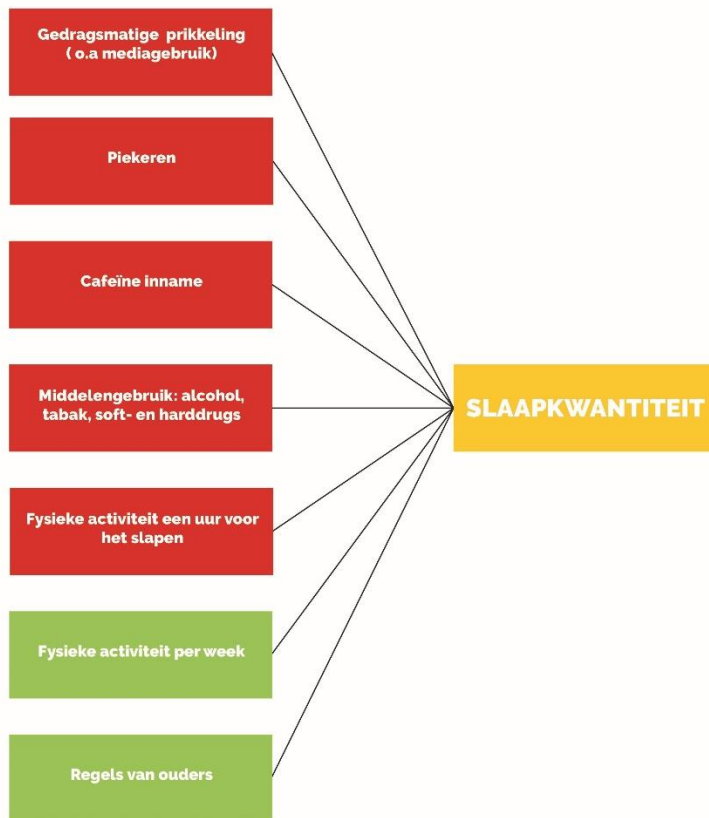 Gedragsmatige prikkeling
( o.a mediagebruik)
Piekeren
Cafeïne inname
Middelengebruik: alcohol,
tabak, soft- en harddrugs
SLAAPKWANTITEIT
Fysieke activiteit een uur voor
het slapen
Fysieke activiteit per week
Regels van ouders